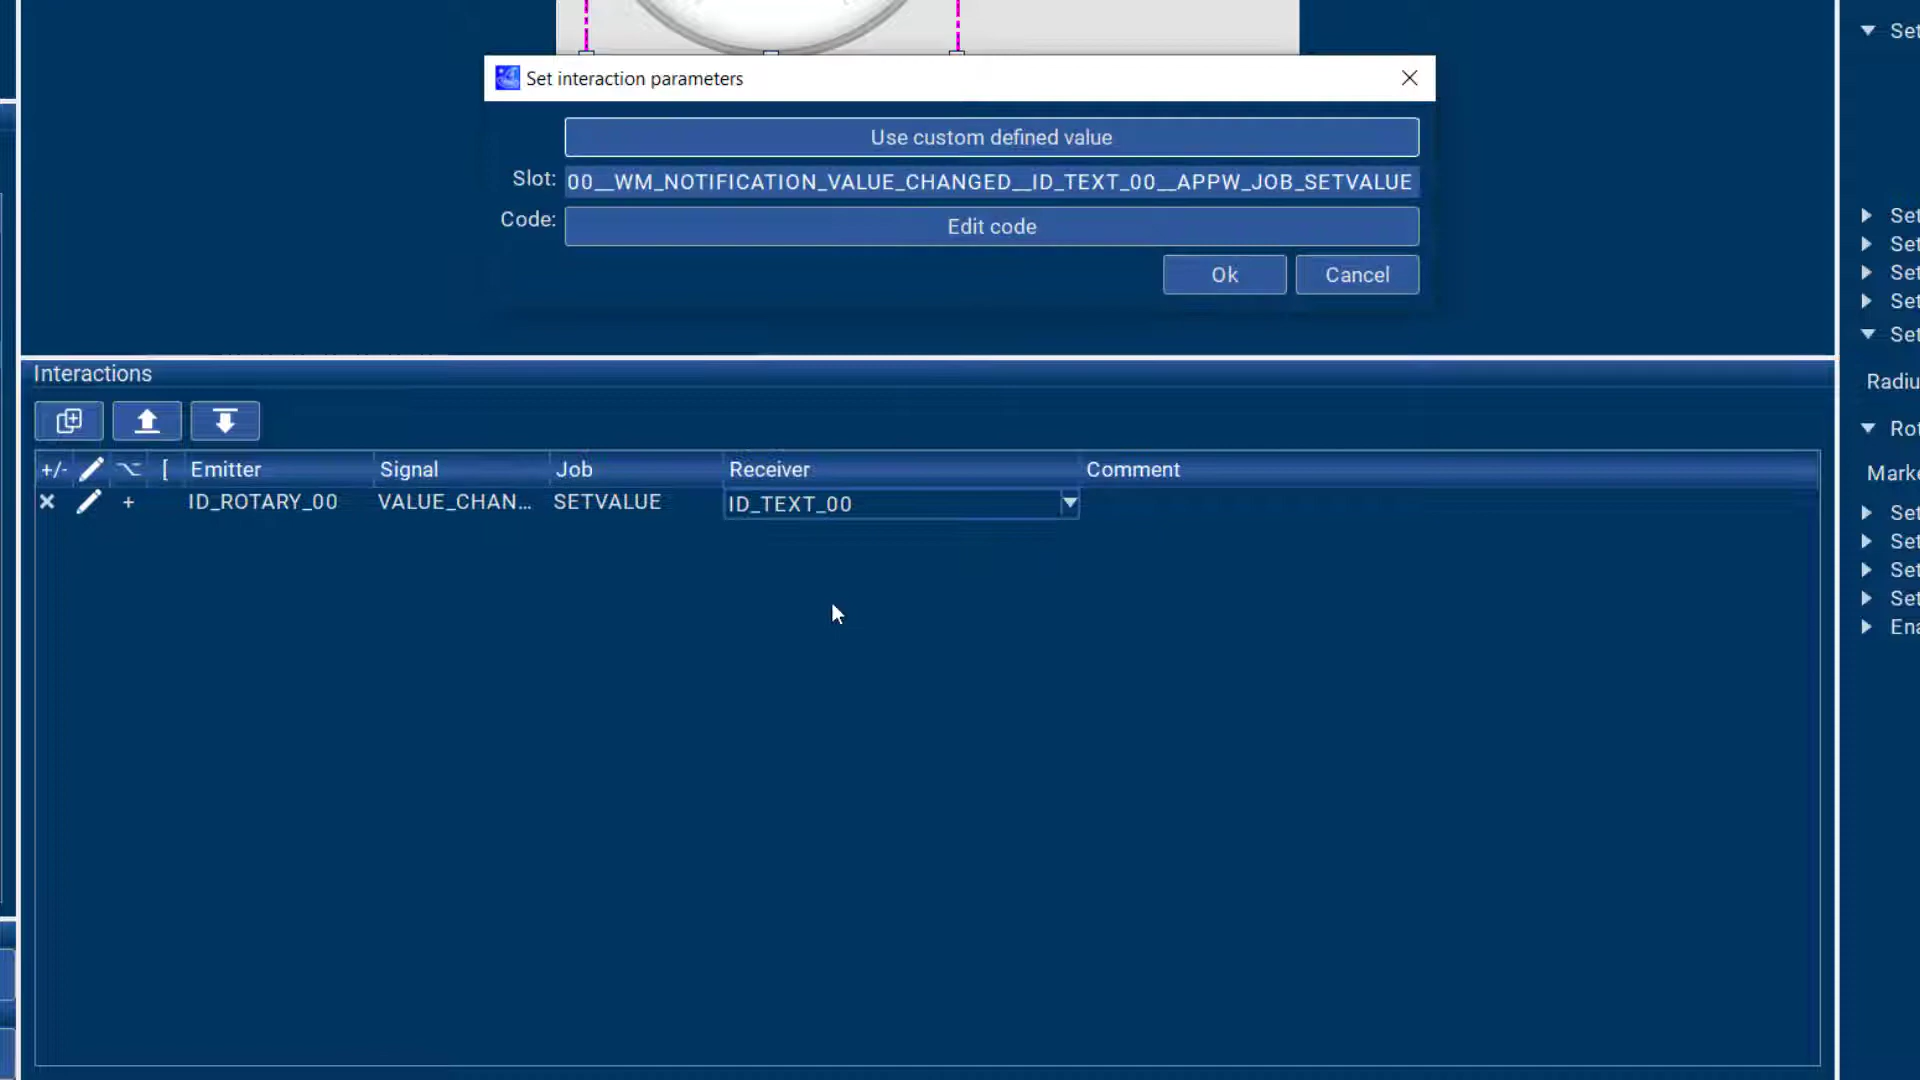 Set interaction parameters
Use custom defined value
Slot: 00__WM_NOTIFICATION_VALUE_CHANGED__ID_TEXT_00__APPW_JOB_SETVALUE
Code: Edit code
Ok Cancel
Interactions
+/- [ Emitter Signal Job Receiver Comment
+ ID_ROTARY_00 VALUE_CHAN... SETVALUE ID_TEXT_00
Set
Set
Set
Set
Set
Set
Radiu
Rot
Marke
Set
Set
Set
Set
Ena